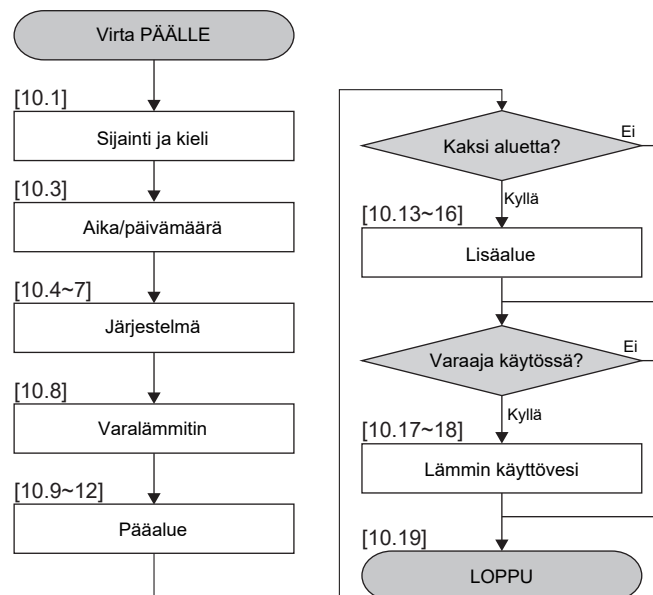 Virta PÄÄLLE
[10.1]
Sijainti ja kieli
[10.3]
Aika/päivämäärä
[10.4~7]
Järjestelmä
[10.8]
Varalämmitin
[10.9~12]
Pääalue
Kaksi aluetta?
Ei
Kyllä
[10.13~16]
Lisäalue
Varaaja käytössä?
Ei
Kyllä
[10.17~18]
Lämmin käyttövesi
[10.19]
LOPPU